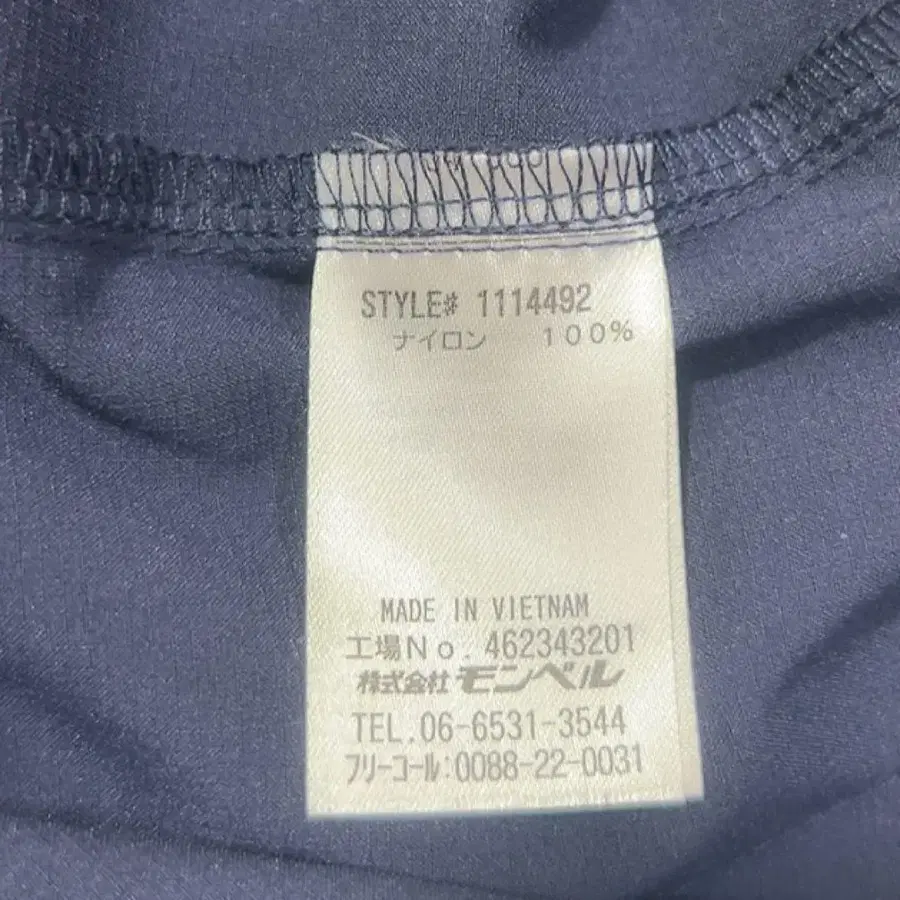 STYLE# 1114492
ナイロン 100%
MADE IN VIETNAM
工場No. 462343201
株式会社 モンベル
TEL.06-6531-3544
フリーコール:0088-22-0031